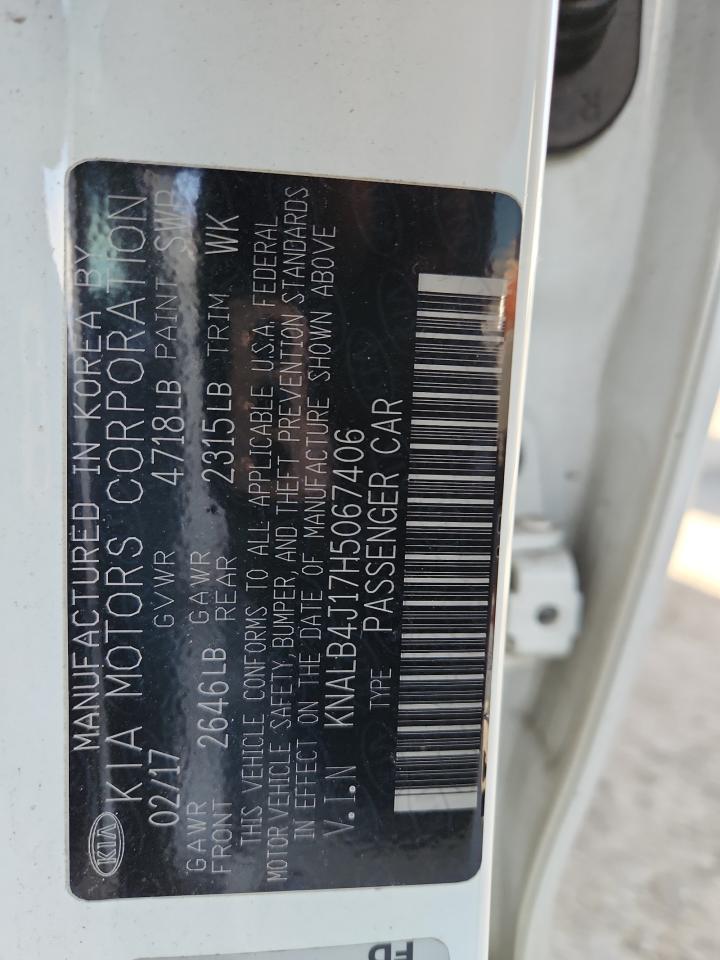 MANUFACTURED IN KOREA BY
KIA
KIA MOTORS CORPORATION
02/17 GVWR 4718LB PAINT SWP
GAWR FRONT 2646LB GAWR REAR 2315LB TRIM WK
THIS VEHICLE CONFORMS TO ALL APPLICABLE U.S.A. FEDERAL
MOTOR VEHICLE SAFETY, BUMPER, AND THEFT PREVENTION STANDARDS
IN EFFECT ON THE DATE OF MANUFACTURE SHOWN ABOVE
V.I.N KNALB4J17H5067406
TYPE PASSENGER CAR
R